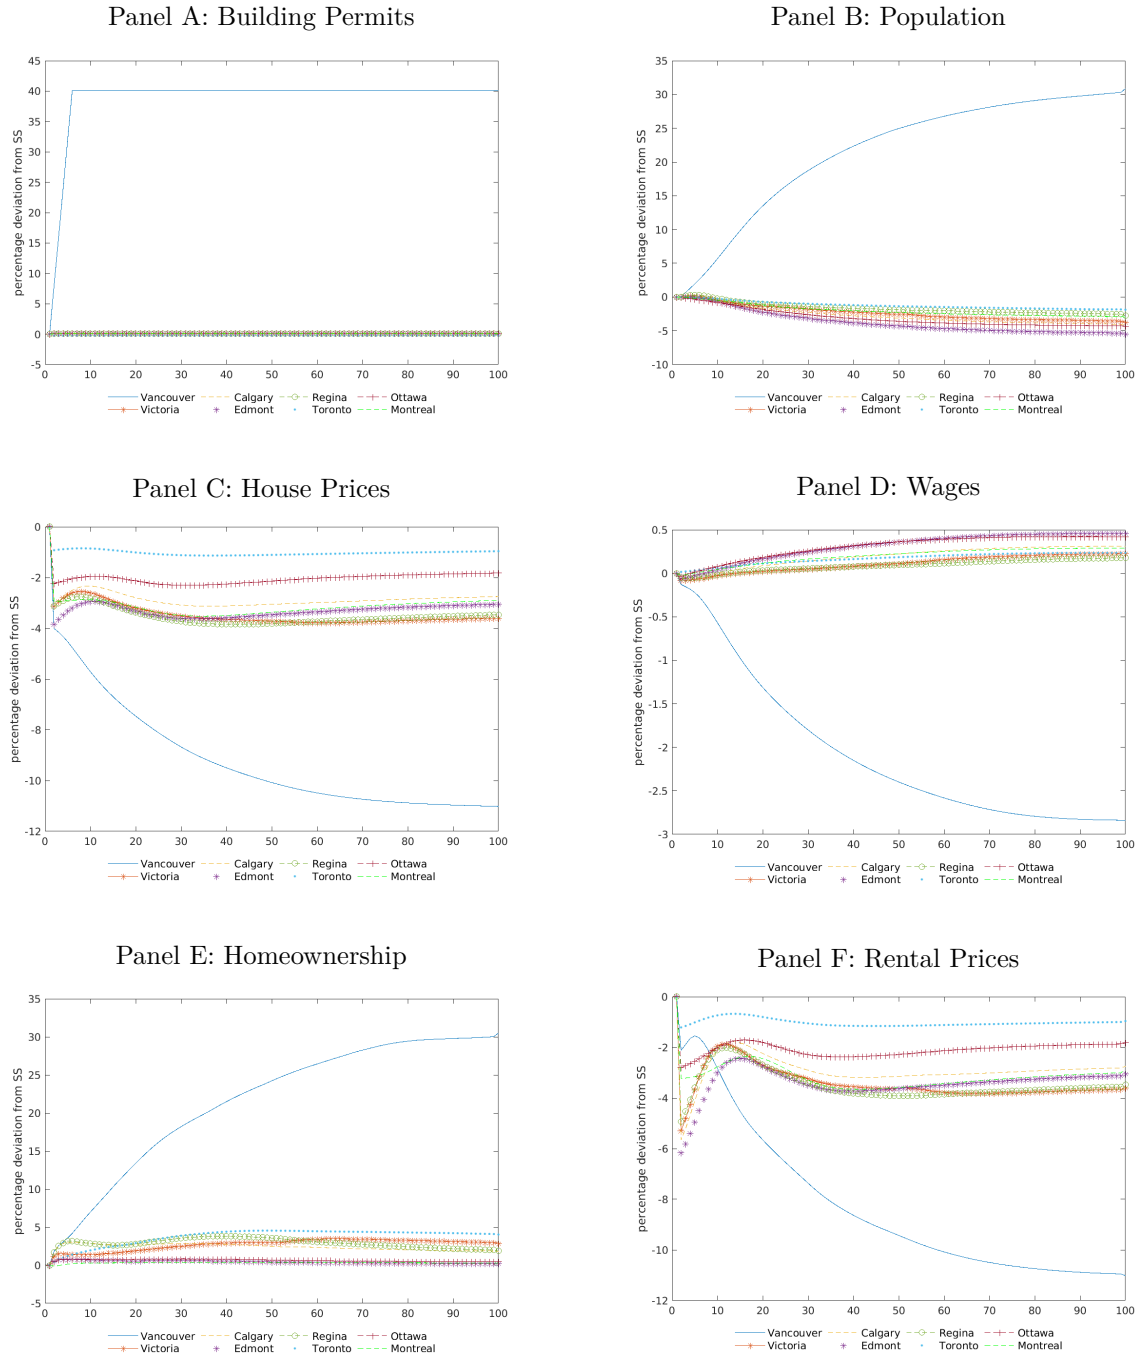 Panel A: Building Permits
percentage deviation from SS
45
40
35
30
25
20
15
10
5
0
-5
0 10 20 30 40 50 60 70 80 90 100
Vancouver Calgary Regina Ottawa
Victoria Edmont Toronto Montreal
Panel B: Population
percentage deviation from SS
35
30
25
20
15
10
5
0
-5
-10
0 10 20 30 40 50 60 70 80 90 100
Vancouver Calgary Regina Ottawa
Victoria Edmont Toronto Montreal
Panel C: House Prices
percentage deviation from SS
0
-2
-4
-6
-8
-10
-12
0 10 20 30 40 50 60 70 80 90 100
Vancouver Calgary Regina Ottawa
Victoria Edmont Toronto Montreal
Panel D: Wages
percentage deviation from SS
0.5
0
-0.5
-1
-1.5
-2
-2.5
-3
0 10 20 30 40 50 60 70 80 90 100
Vancouver Calgary Regina Ottawa
Victoria Edmont Toronto Montreal
Panel E: Homeownership
percentage deviation from SS
35
30
25
20
15
10
5
0
-5
0 10 20 30 40 50 60 70 80 90 100
Vancouver Calgary Regina Ottawa
Victoria Edmont Toronto Montreal
Panel F: Rental Prices
percentage deviation from SS
0
-2
-4
-6
-8
-10
-12
0 10 20 30 40 50 60 70 80 90 100
Vancouver Calgary Regina Ottawa
Victoria Edmont Toronto Montreal